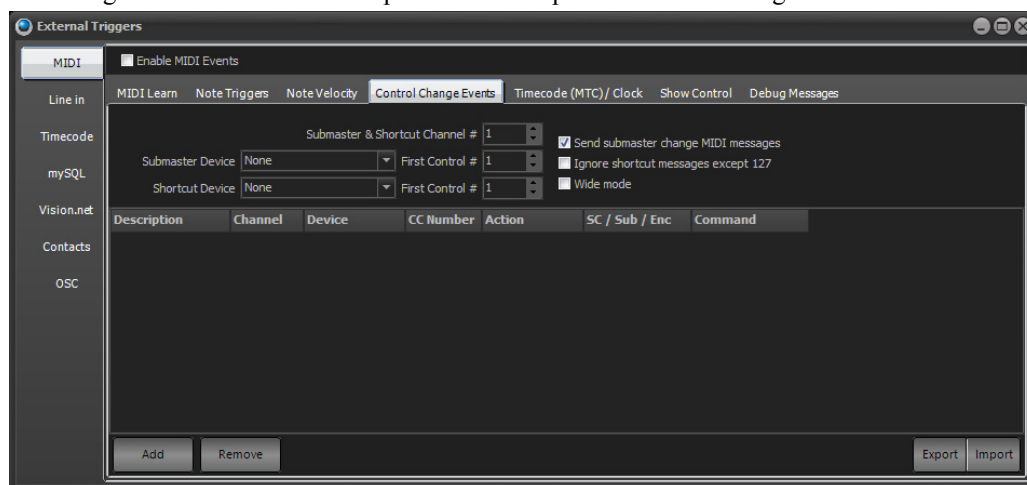 External Triggers
MIDI
Line in
Timecode
mySQL
Vision.net
Contacts
OSC
Enable MIDI Events
MIDI Learn Note Triggers Note Velocity Control Change Events Timecode (MTC) / Clock Show Control Debug Messages
Submaster & Shortcut Channel # 1
Submaster Device None First Control # 1
Shortcut Device None First Control # 1
Send submaster change MIDI messages
Ignore shortcut messages except 127
Wide mode
Description Channel Device CC Number Action SC / Sub / Enc Command
Add Remove Export Import